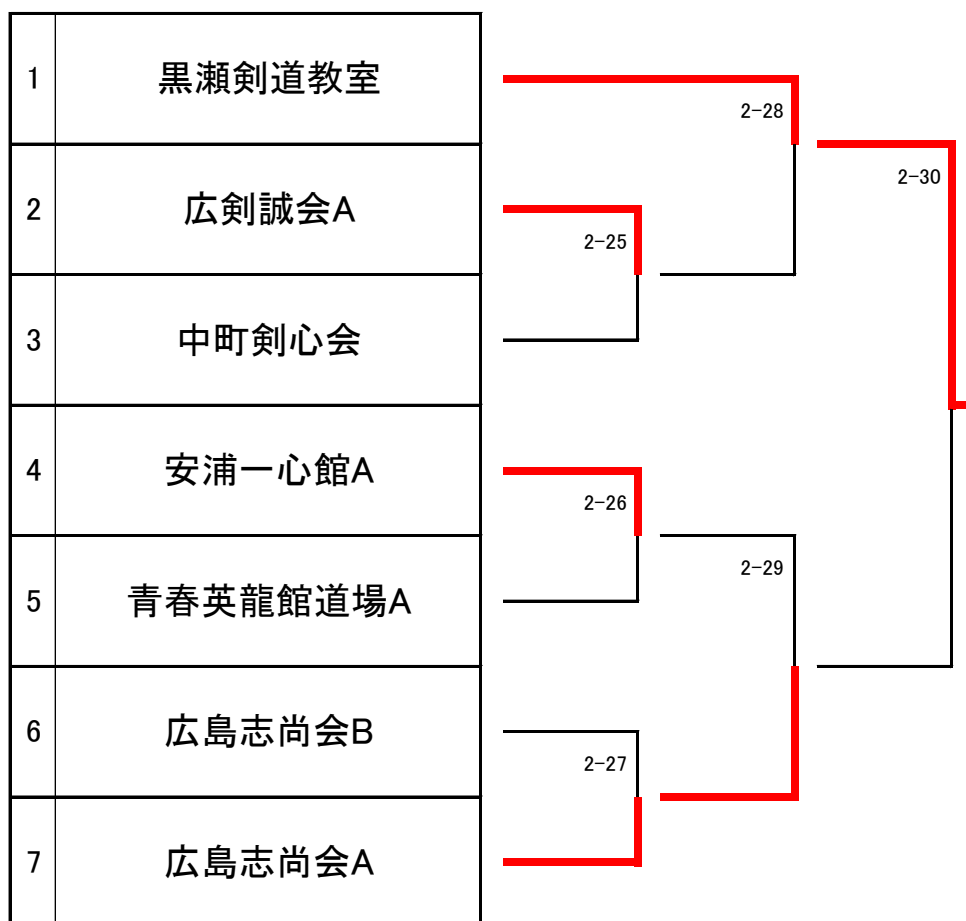 1 黒瀬剣道教室
2-28
2-30
2 広剣誠会A
2-25
3 中町剣心会
4 安浦一心館A
2-26
2-29
5 青春英龍館道場A
6 広島志尚会B
2-27
7 広島志尚会A